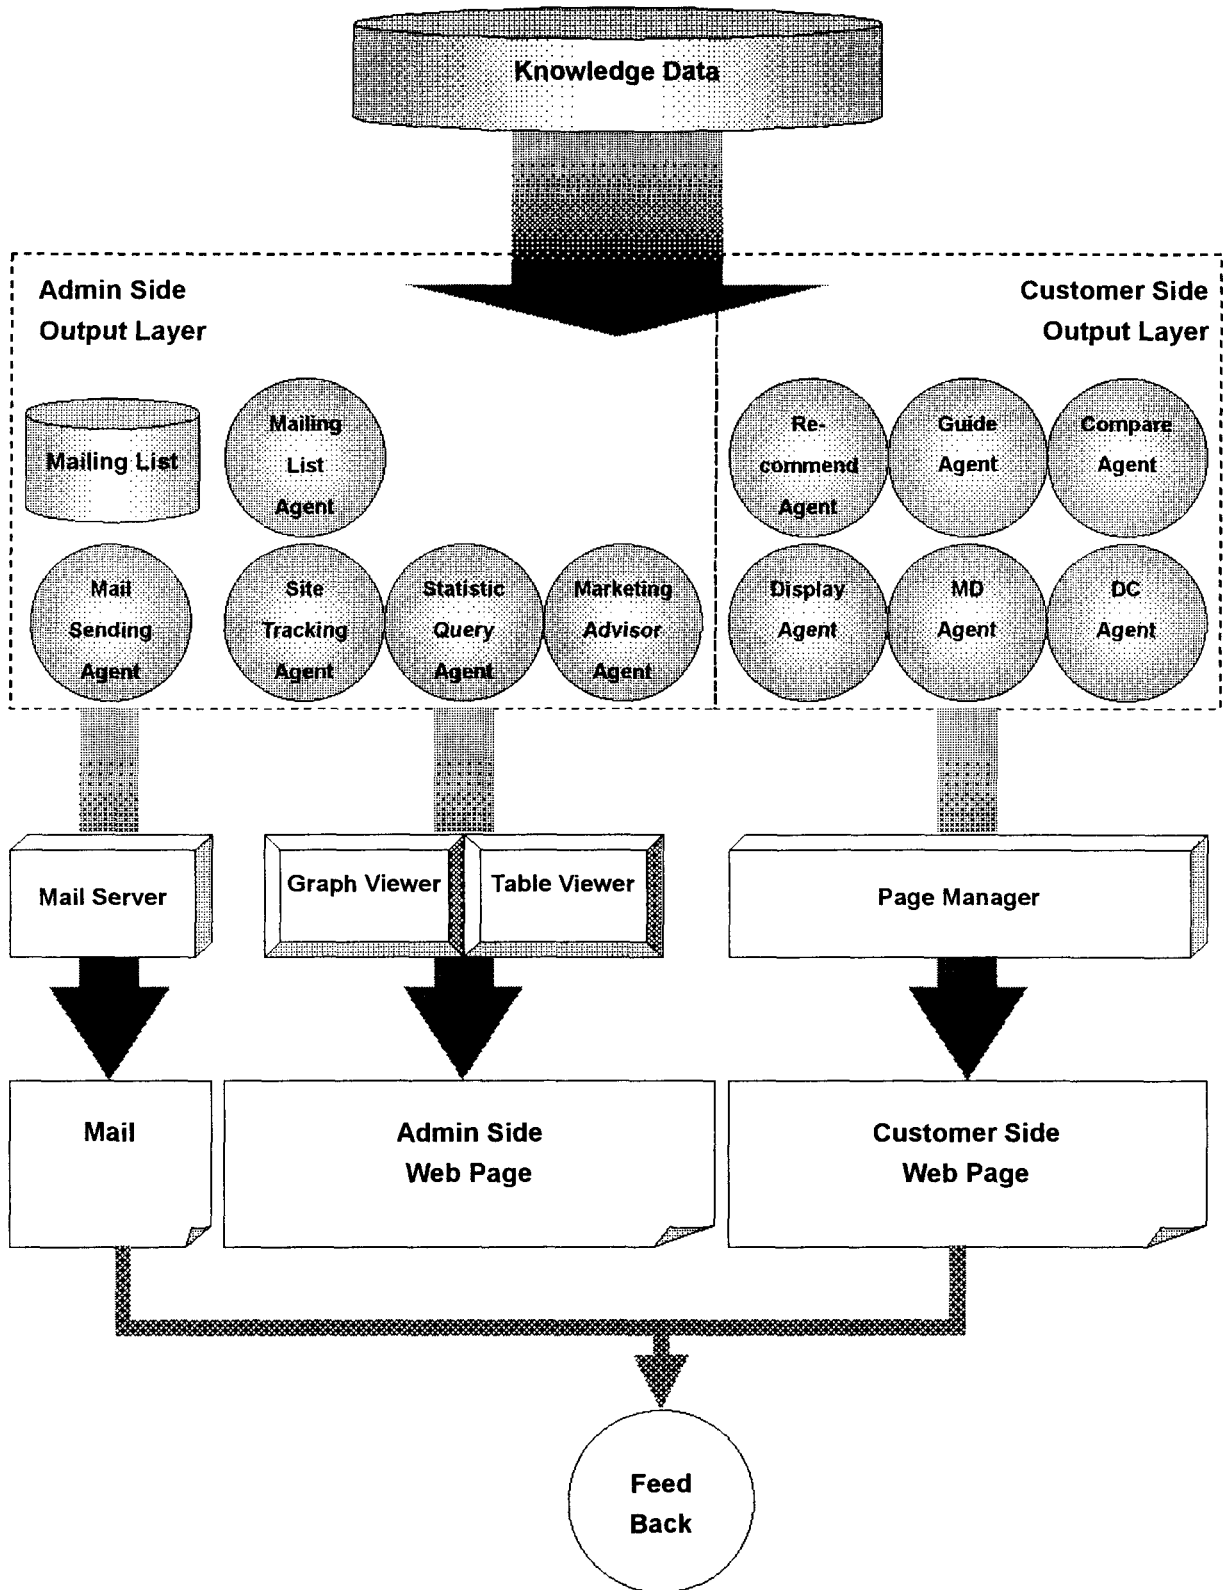 Knowledge Data
Admin Side
Output Layer
Customer Side
Output Layer
Mailing List
Mailing
List
Agent
Re-
commend
Agent
Guide
Agent
Compare
Agent
Mail
Sending
Agent
Site
Tracking
Agent
Statistic
Query
Agent
Marketing
Advisor
Agent
Display
Agent
MD
Agent
DC
Agent
Mail Server
Graph Viewer
Table Viewer
Page Manager
Mail
Admin Side
Web Page
Customer Side
Web Page
Feed
Back